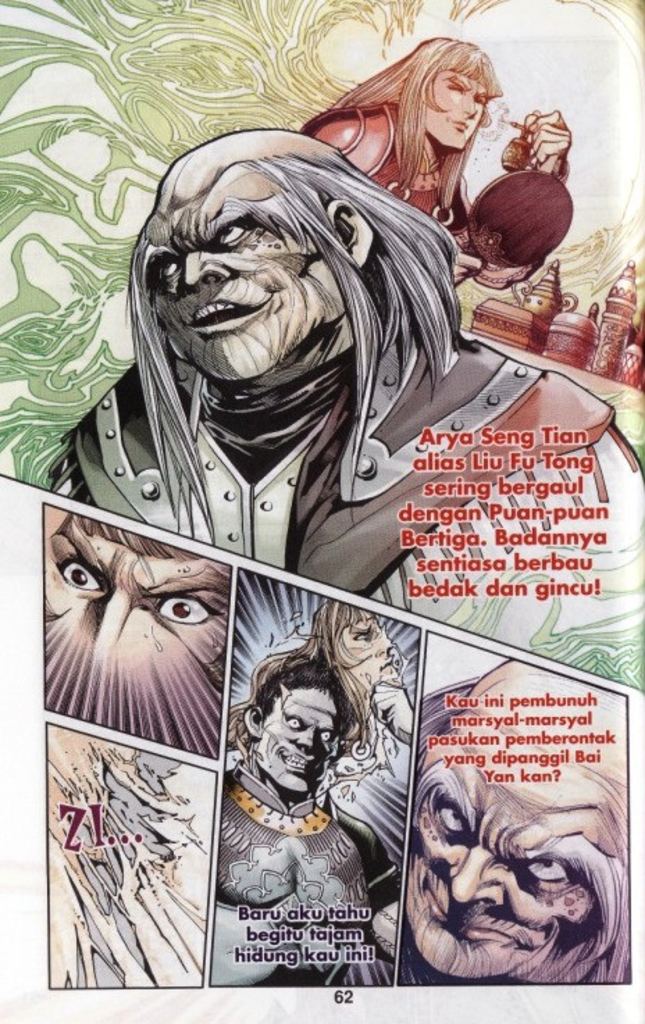 Arya Seng Tian
alias Liu Fu Tong
sering bergaul
dengan Puan-puan
Bertiga. Badannya
sentiasa berbau
bedak dan gincu!
ZI...
Baru aku tahu
begitu tajam
hidung kau ini!
Kau ini pembunuh
marsyal-marsyal
pasukan pemberontak
yang dipanggil Bai
Yan kan?
62